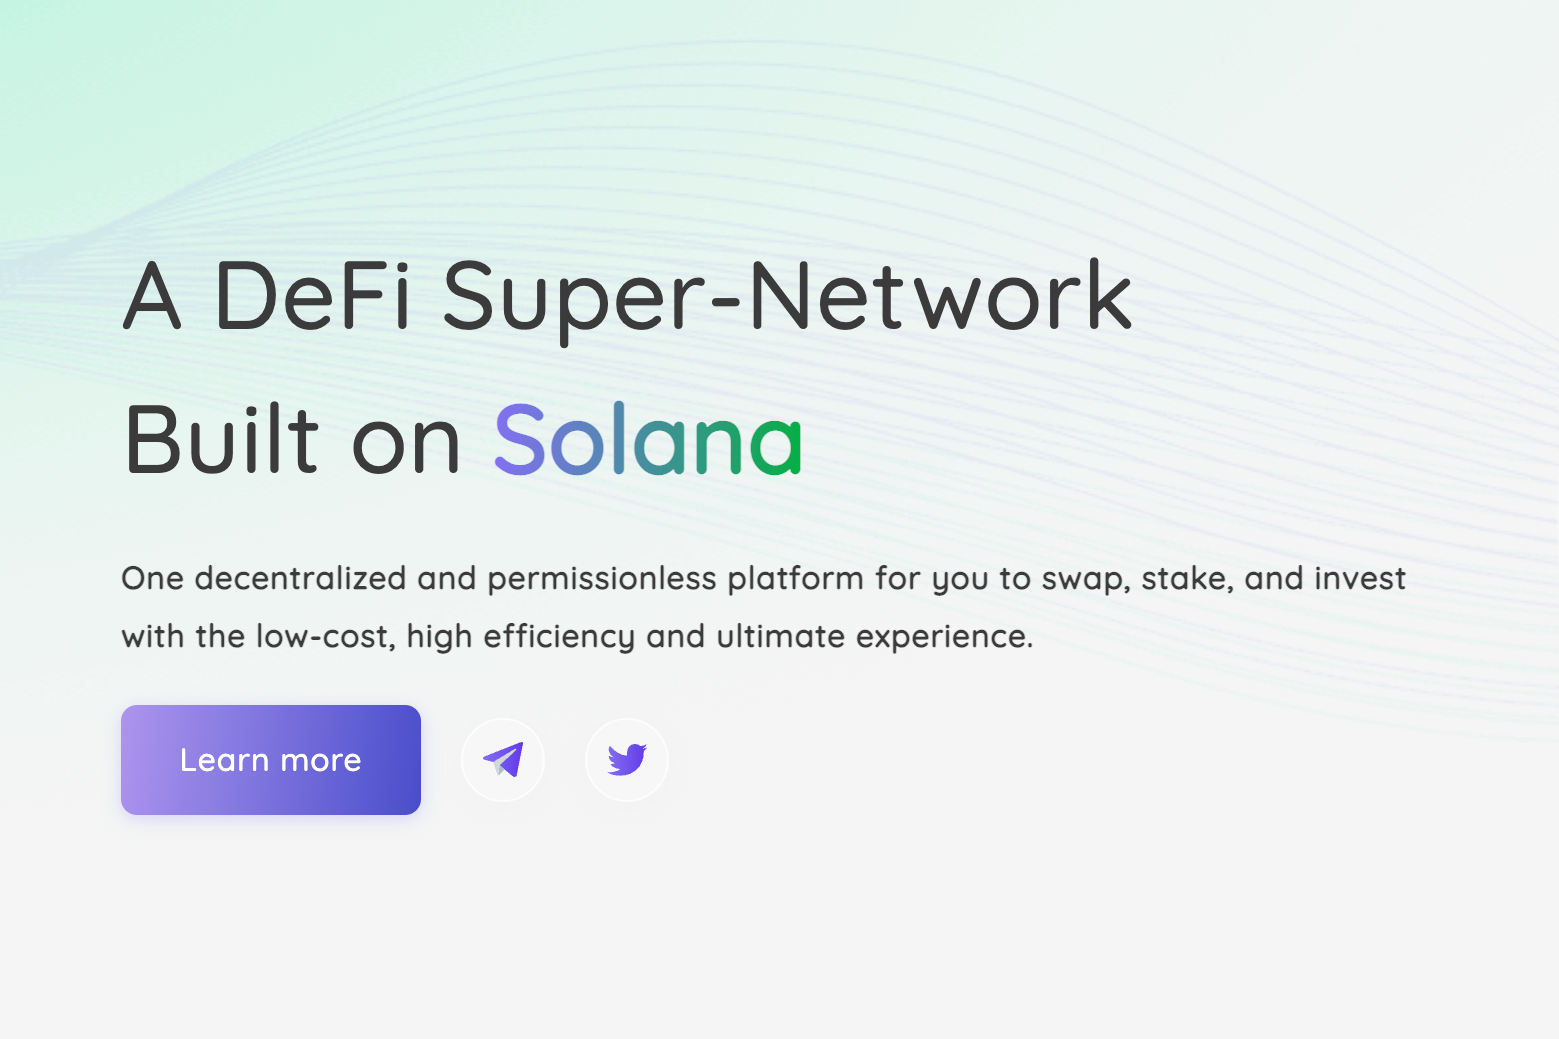 A DeFi Super-Network
Built on Solana
One decentralized and permissionless platform for you to swap, stake, and invest
with the low-cost, high efficiency and ultimate experience.
Learn more